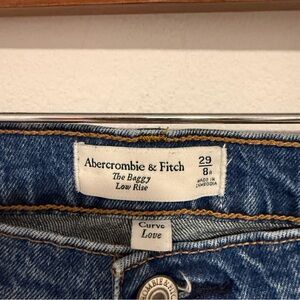 Abercrombie & Fitch
The Baggy
Low Rise
29
8R
MADE IN
CAMBODIA
Curve
Love